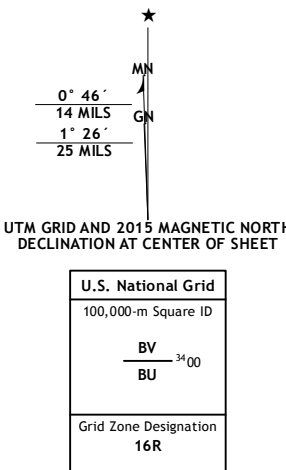 ★
MN
0° 46´
14 MILS
GN
1° 26´
25 MILS
UTM GRID AND 2015 MAGNETIC NORTH
DECLINATION AT CENTER OF SHEET
U.S. National Grid
100,000-m Square ID
BV
3400
BU
Grid Zone Designation
16R